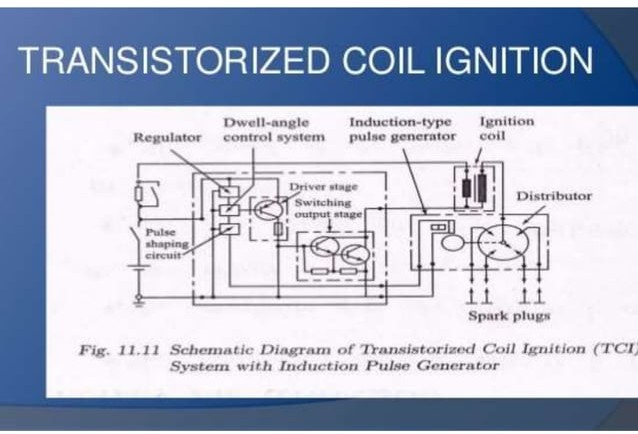 TRANSISTORIZED COIL IGNITION
Regulator
Dwell-angle
control system
Induction-type
pulse generator
Ignition
coil
Driver stage
Switching
output stage
Distributor
Pulse
shaping
circuit
Spark plugs
Fig. 11.11 Schematic Diagram of Transistorized Coil Ignition (TCI)
System with Induction Pulse Generator